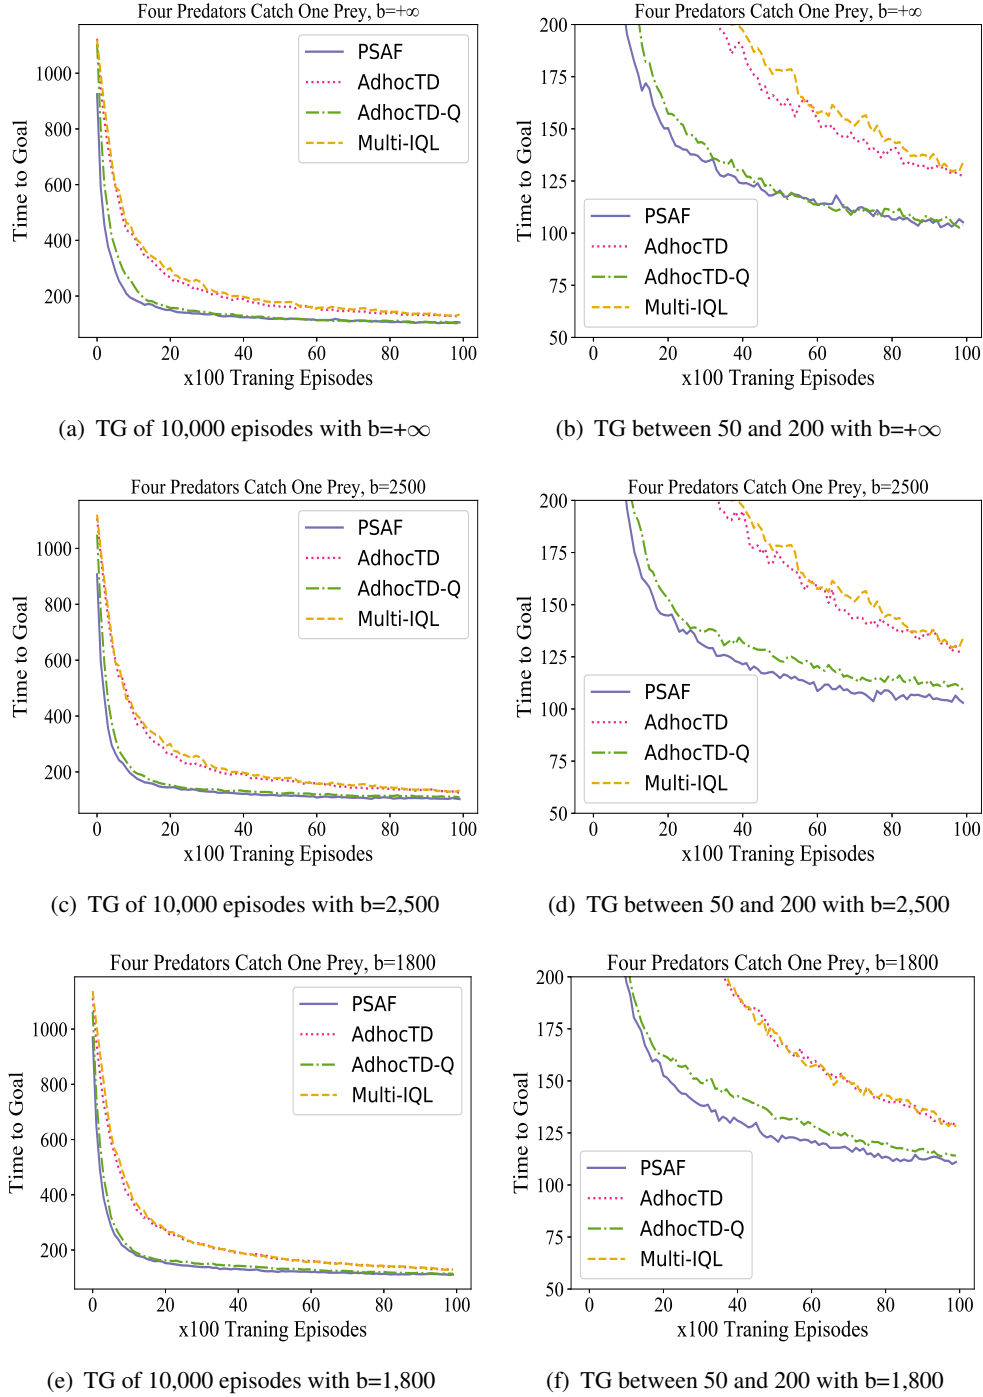 Four Predators Catch One Prey, b=+∞
Time to Goal
1000
800
600
400
200
0 20 40 60 80 100
x100 Traning Episodes
PSAF
AdhocTD
AdhocTD-Q
Multi-IQL
(a) TG of 10,000 episodes with b=+∞
Four Predators Catch One Prey, b=+∞
Time to Goal
200
175
150
125
100
75
50
0 20 40 60 80 100
x100 Traning Episodes
PSAF
AdhocTD
AdhocTD-Q
Multi-IQL
(b) TG between 50 and 200 with b=+∞
Four Predators Catch One Prey, b=2500
Time to Goal
1000
800
600
400
200
0 20 40 60 80 100
x100 Traning Episodes
PSAF
AdhocTD
AdhocTD-Q
Multi-IQL
(c) TG of 10,000 episodes with b=2,500
Four Predators Catch One Prey, b=2500
Time to Goal
200
175
150
125
100
75
50
0 20 40 60 80 100
x100 Traning Episodes
PSAF
AdhocTD
AdhocTD-Q
Multi-IQL
(d) TG between 50 and 200 with b=2,500
Four Predators Catch One Prey, b=1800
Time to Goal
1000
800
600
400
200
0 20 40 60 80 100
x100 Traning Episodes
PSAF
AdhocTD
AdhocTD-Q
Multi-IQL
(e) TG of 10,000 episodes with b=1,800
Four Predators Catch One Prey, b=1800
Time to Goal
200
175
150
125
100
75
50
0 20 40 60 80 100
x100 Traning Episodes
PSAF
AdhocTD
AdhocTD-Q
Multi-IQL
(f) TG between 50 and 200 with b=1,800